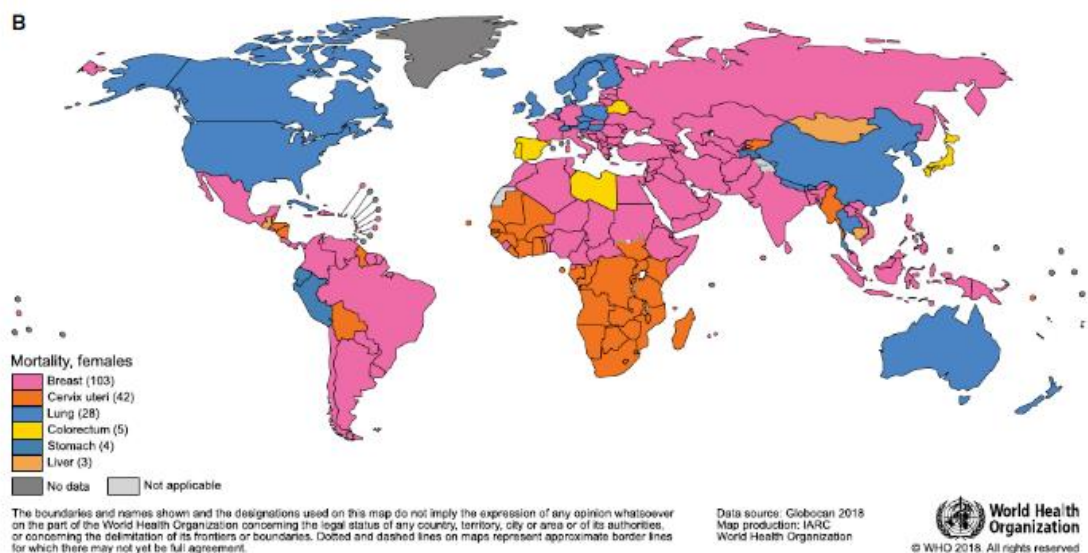 B
Mortality, females
Breast (103)
Cervix uteri (42)
Lung (28)
Colorectum (5)
Stomach (4)
Liver (3)
No data
Not applicable
The boundaries and names shown and the designations used on this map do not imply the expression of any opinion whatsoever
on the part of the World Health Organization concerning the legal status of any country, territory, city or area or of its authorities,
or concerning the delimitation of its frontiers or boundaries. Dotted and dashed lines on maps represent approximate border lines
for which there may not yet be full agreement.
Data source: Globocan 2018
Map production: IARC
World Health Organization
World Health
Organization
© WHO 2018. All rights reserved